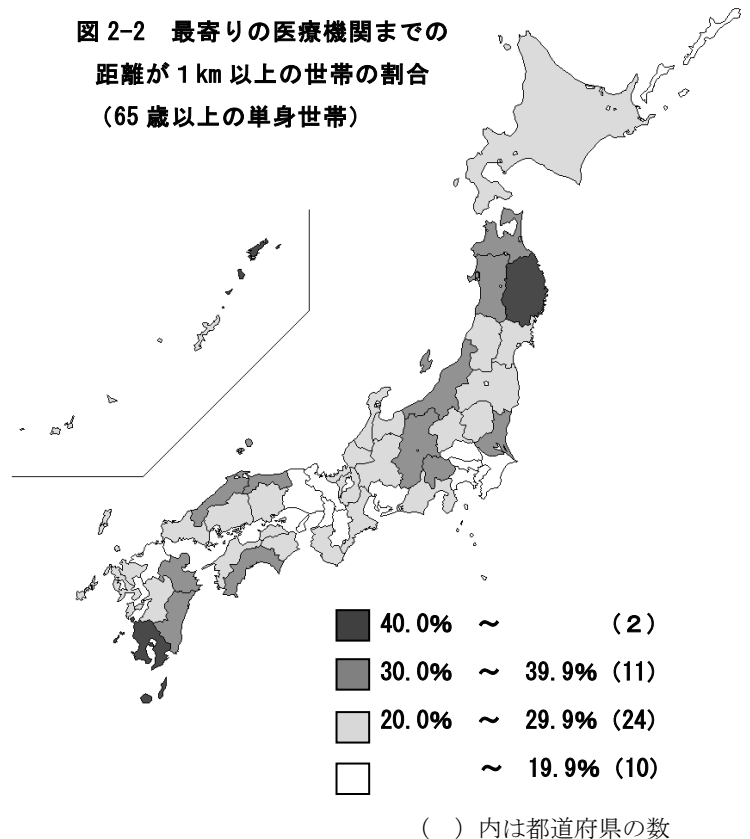 図 2-2 最寄りの医療機関までの
距離が１km 以上の世帯の割合
（65 歳以上の単身世帯）
40.0% ～ （２）
30.0% ～ 39.9% (11)
20.0% ～ 29.9% (24)
～ 19.9% (10)
（ ）内は都道府県の数